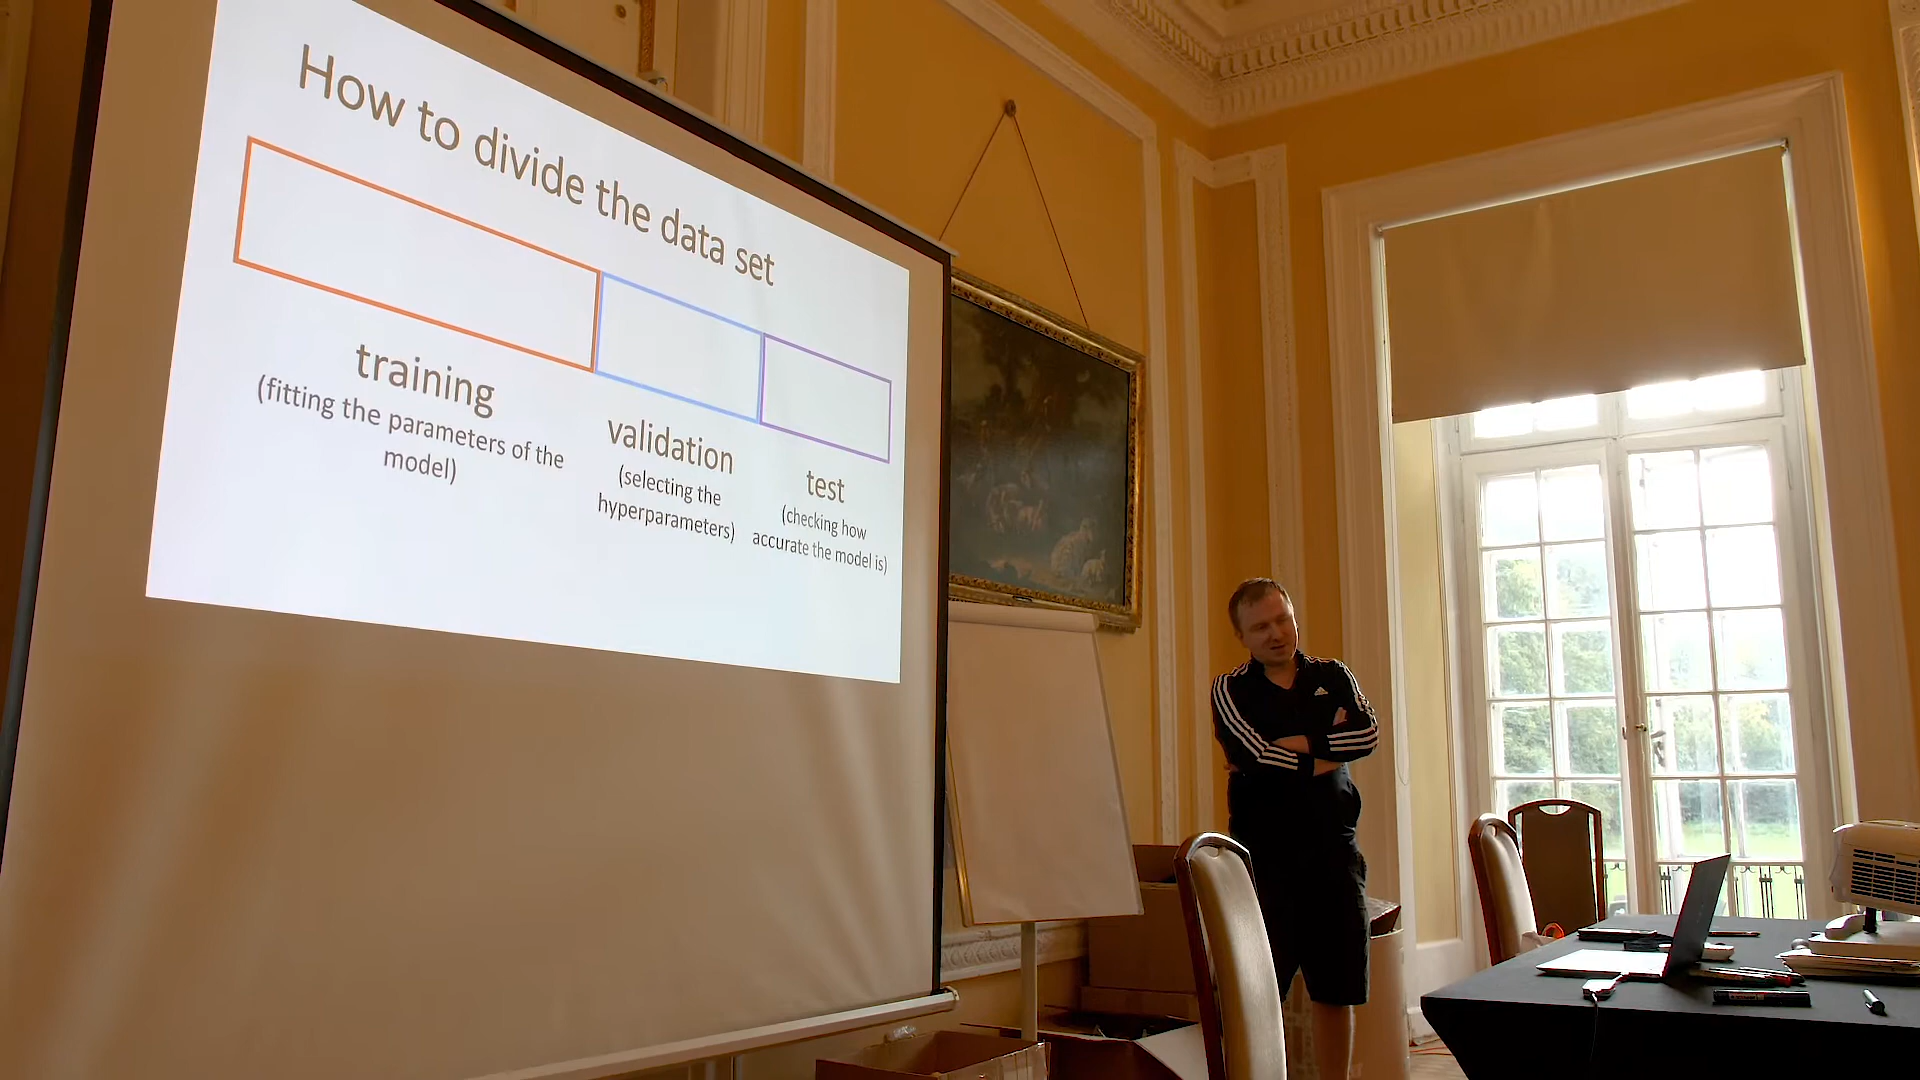 How to divide the data set
training
(fitting the parameters of the
model)
validation
(selecting the
hyperparameters)
test
(checking how
accurate the model is)